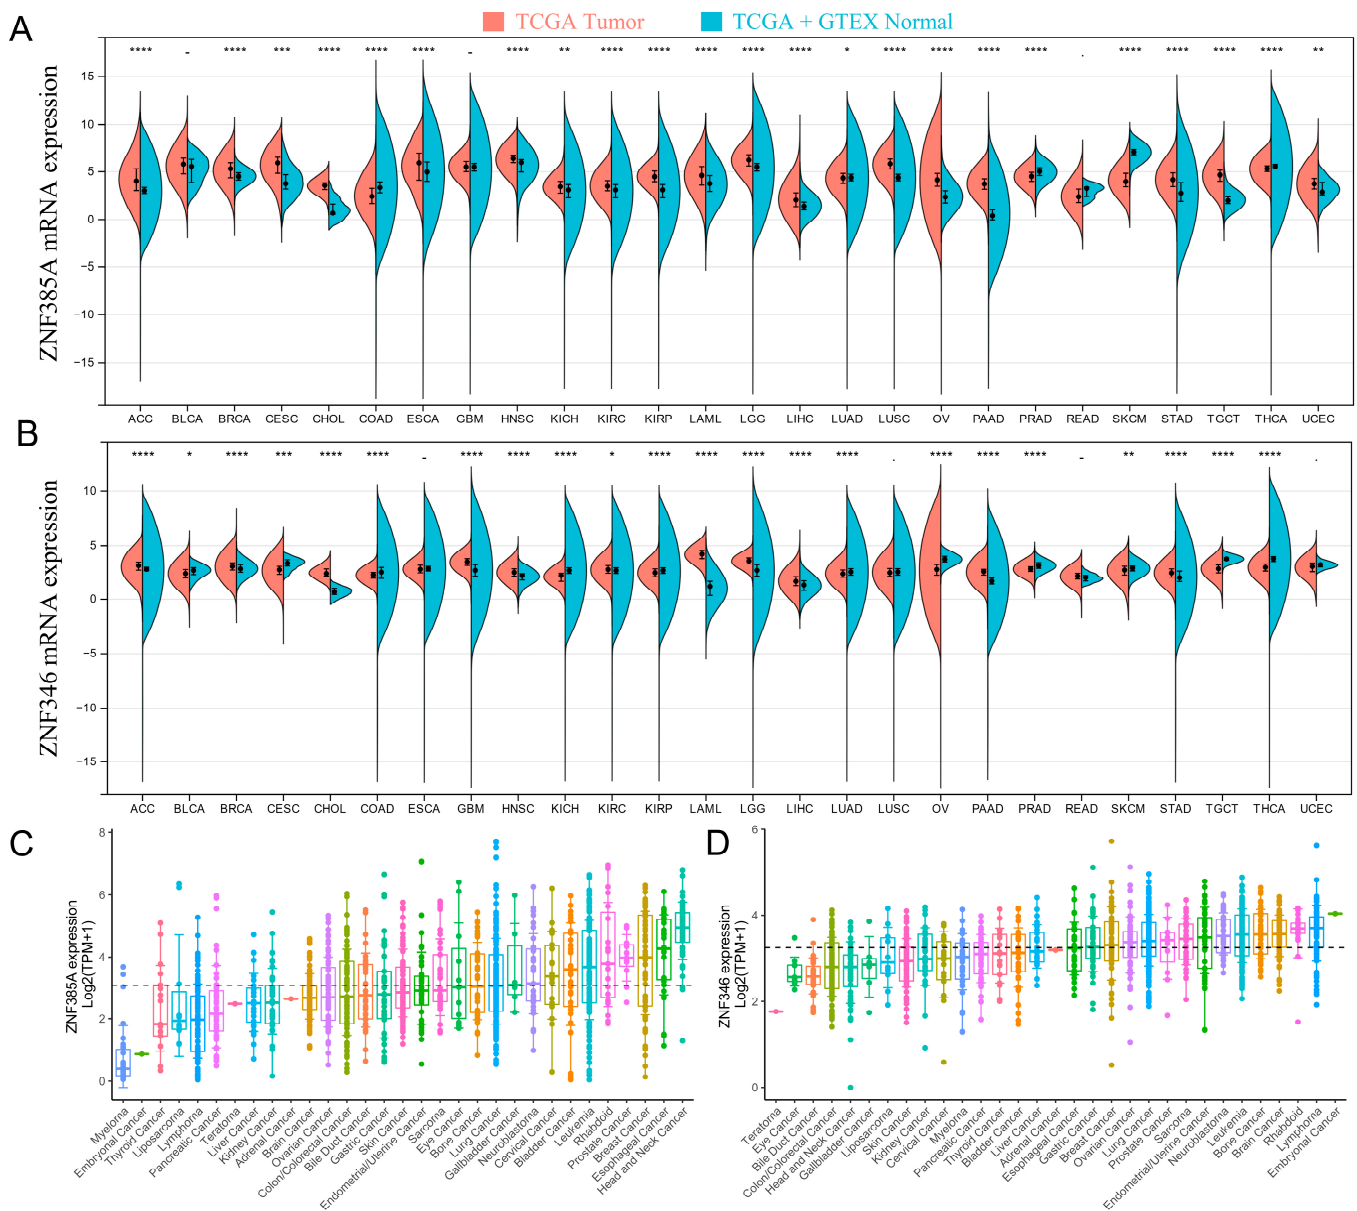 A
TCGA Tumor
TCGA + GTEX Normal
**** - **** *** **** **** **** - **** ** **** **** **** **** **** * **** **** **** **** . **** **** **** **** **
ZNF385A mRNA expression
15
10
5
0
−5
−10
−15
ACC BLCA BRCA CESC CHOL COAD ESCA GBM HNSC KICH KIRC KIRP LAML LGG LIHC LUAD LUSC OV PAAD PRAD READ SKCM STAD TGCT THCA UCEC
B
**** * **** *** **** **** - **** **** **** * **** **** **** **** **** . **** **** **** - ** **** **** **** .
ZNF346 mRNA expression
10
5
0
−5
−10
−15
ACC BLCA BRCA CESC CHOL COAD ESCA GBM HNSC KICH KIRC KIRP LAML LGG LIHC LUAD LUSC OV PAAD PRAD READ SKCM STAD TGCT THCA UCEC
C
ZNF385A expression
Log2(TPM+1)
8
6
4
2
0
Myeloma
Embryonal Cancer
Thyroid Cancer
Liposarcoma
Lymphoma
Pancreatic Cancer
Teratoma
Liver Cancer
Kidney Cancer
Adrenal Cancer
Brain Cancer
Ovarian Cancer
Colon/Colorectal Cancer
Bile Duct Cancer
Gastric Cancer
Skin Cancer
Endometrial/Uterine Cancer
Sarcoma
Eye Cancer
Bone Cancer
Lung Cancer
Gallbladder Cancer
Neuroblastoma
Cervical Cancer
Bladder Cancer
Leukemia
Rhabdoid
Prostate Cancer
Breast Cancer
Esophageal Cancer
Head and Neck Cancer
D
ZNF346 expression
Log2(TPM+1)
6
4
2
0
Teratoma
Eye Cancer
Bile Duct Cancer
Colon/Colorectal Cancer
Head and Neck Cancer
Gallbladder Cancer
Liposarcoma
Skin Cancer
Kidney Cancer
Cervical Cancer
Myeloma
Pancreatic Cancer
Thyroid Cancer
Bladder Cancer
Liver Cancer
Adrenal Cancer
Esophageal Cancer
Gastric Cancer
Breast Cancer
Ovarian Cancer
Lung Cancer
Prostate Cancer
Sarcoma
Endometrial/Uterine Cancer
Neuroblastoma
Leukemia
Bone Cancer
Brain Cancer
Rhabdoid
Lymphoma
Embryonal Cancer